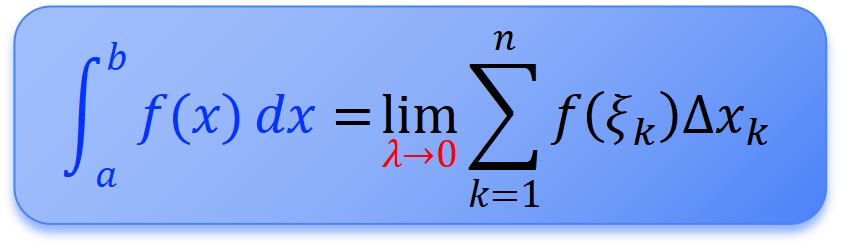 ∫_a^b f(x) dx = lim_{λ→0} ∑_{k=1}^n f(ξ_k)Δx_k